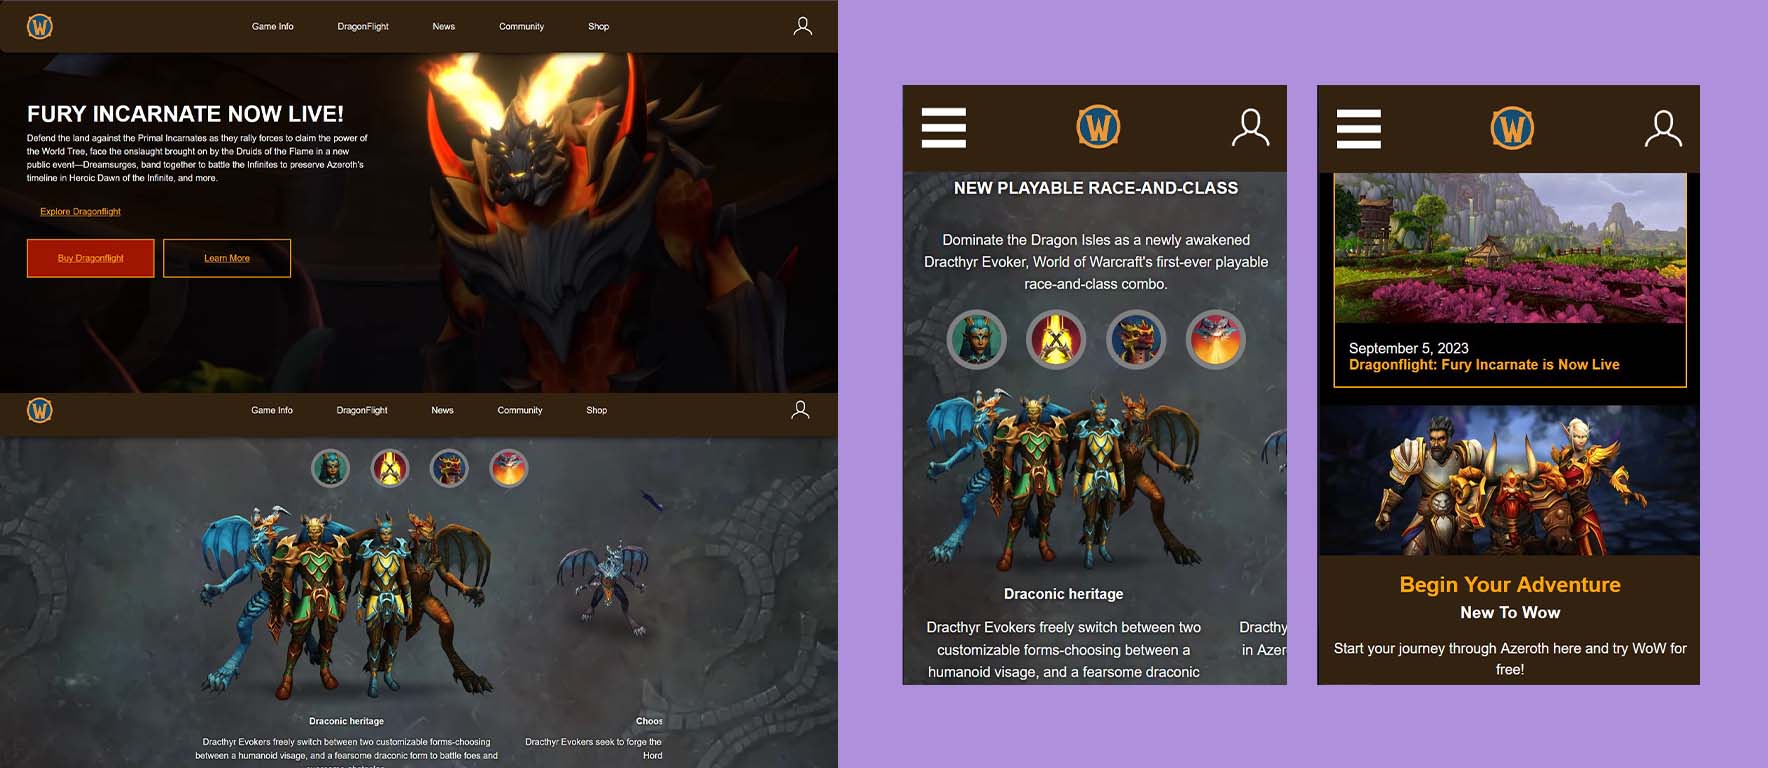 W
Game Info DragonFlight News Community Shop
FURY INCARNATE NOW LIVE!
Defend the land against the Primal Incarnates as they rally forces to claim the power of
the World Tree, face the onslaught brought on by the Druids of the Flame in a new
public event—Dreamsurges, band together to battle the Infinites to preserve Azeroth's
timeline in Heroic Dawn of the Infinite, and more.
Explore Dragonflight
Buy Dragonflight
Learn More
W
Game Info DragonFlight News Community Shop
Draconic heritage
Dracthyr Evokers freely switch between two customizable forms-choosing
between a humanoid visage, and a fearsome draconic form to battle foes and
Choos
Dracthyr Evokers seek to forge the
Hord
W
NEW PLAYABLE RACE-AND-CLASS
Dominate the Dragon Isles as a newly awakened
Dracthyr Evoker, World of Warcraft's first-ever playable
race-and-class combo.
Draconic heritage
Dracthyr Evokers freely switch between two
customizable forms-choosing between a
humanoid visage, and a fearsome draconic
Dracthy
in Azer
W
September 5, 2023
Dragonflight: Fury Incarnate is Now Live
Begin Your Adventure
New To Wow
Start your journey through Azeroth here and try WoW for
free!